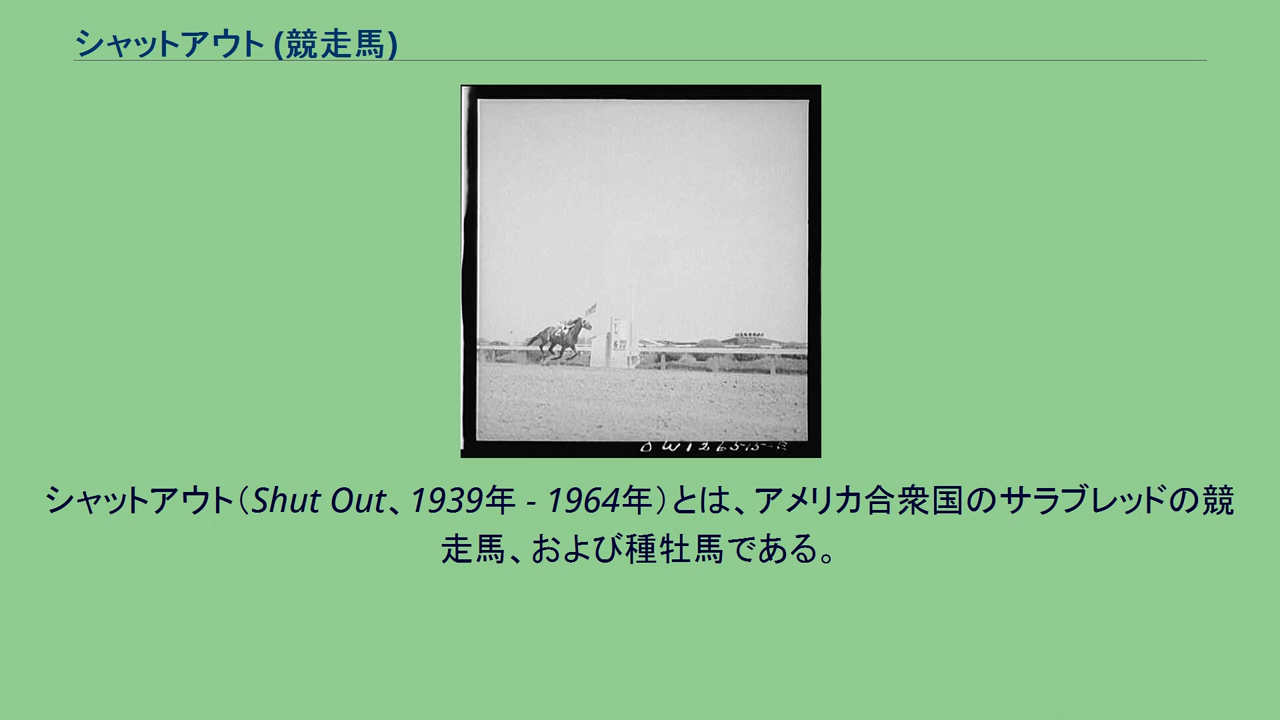 シャットアウト (競走馬)
シャットアウト（Shut Out、1939年 - 1964年）とは、アメリカ合衆国のサラブレッドの競
走馬、および種牡馬である。